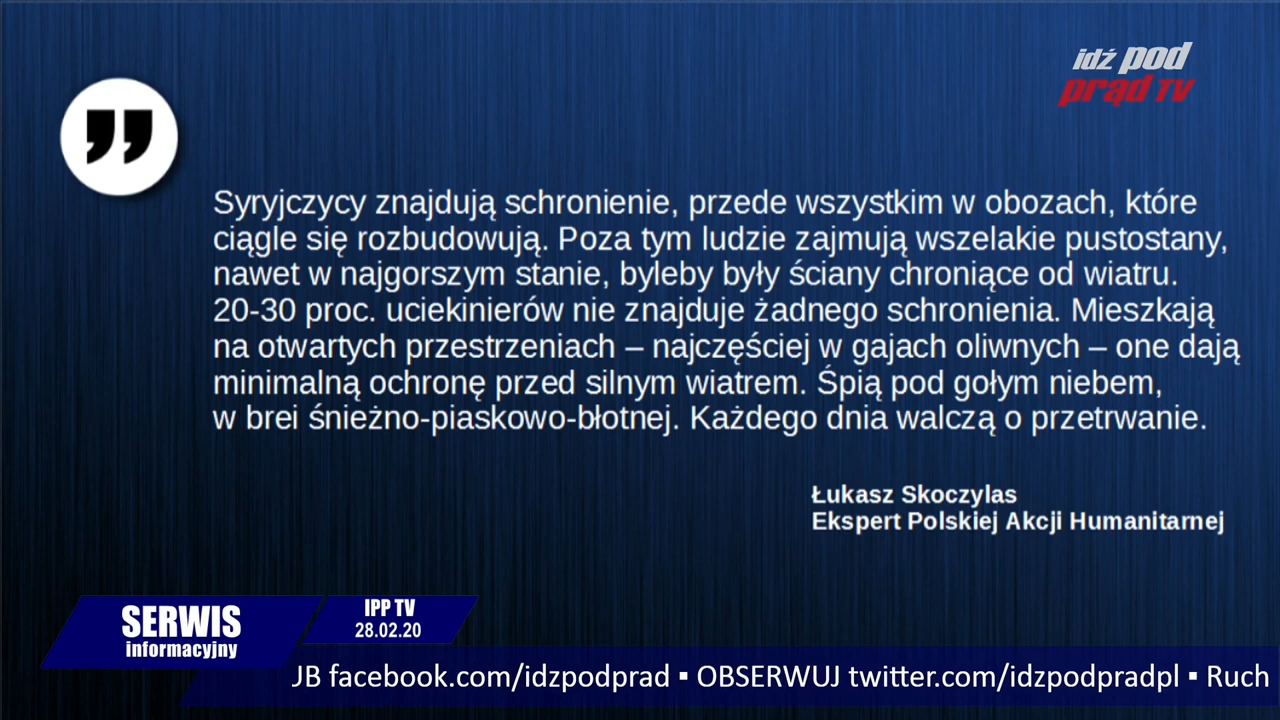 idź pod
prąd TV
Syryjczycy znajdują schronienie, przede wszystkim w obozach, które
ciągle się rozbudowują. Poza tym ludzie zajmują wszelakie pustostany,
nawet w najgorszym stanie, byleby były ściany chroniące od wiatru.
20-30 proc. uciekinierów nie znajduje żadnego schronienia. Mieszkają
na otwartych przestrzeniach – najczęściej w gajach oliwnych – one dają
minimalną ochronę przed silnym wiatrem. Śpią pod gołym niebem,
w brei śnieżno-piaskowo-błotnej. Każdego dnia walczą o przetrwanie.
Łukasz Skoczylas
Ekspert Polskiej Akcji Humanitarnej
SERWIS
informacyjny
IPP TV
28.02.20
JB facebook.com/idzpodprad ▪ OBSERWUJ twitter.com/idzpodpradpl ▪ Ruch